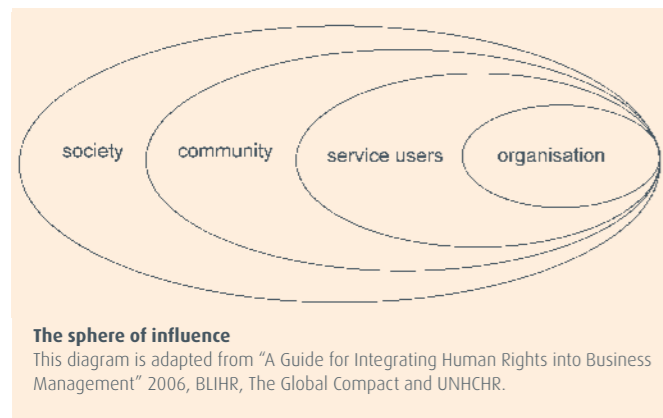 society community service users organisation
The sphere of influence
This diagram is adapted from “A Guide for Integrating Human Rights into Business
Management” 2006, BLIHR, The Global Compact and UNHCHR.